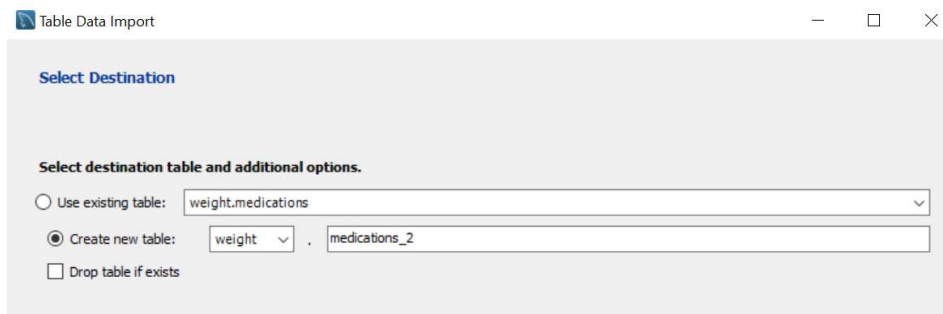 Table Data Import
Select Destination
Select destination table and additional options.
Use existing table: weight.medications
Create new table: weight . medications_2
Drop table if exists